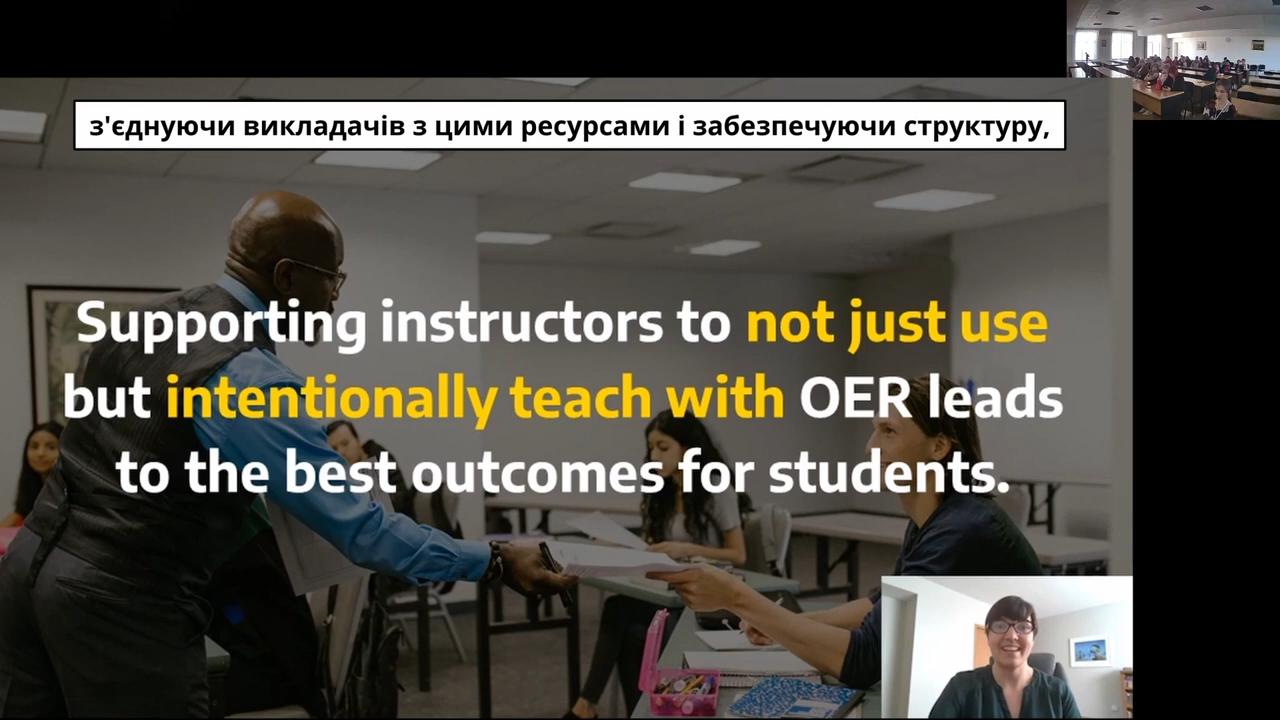 з'єднуючи викладачів з цими ресурсами і забезпечуючи структуру,
Supporting instructors to not just use
but intentionally teach with OER leads
to the best outcomes for students.